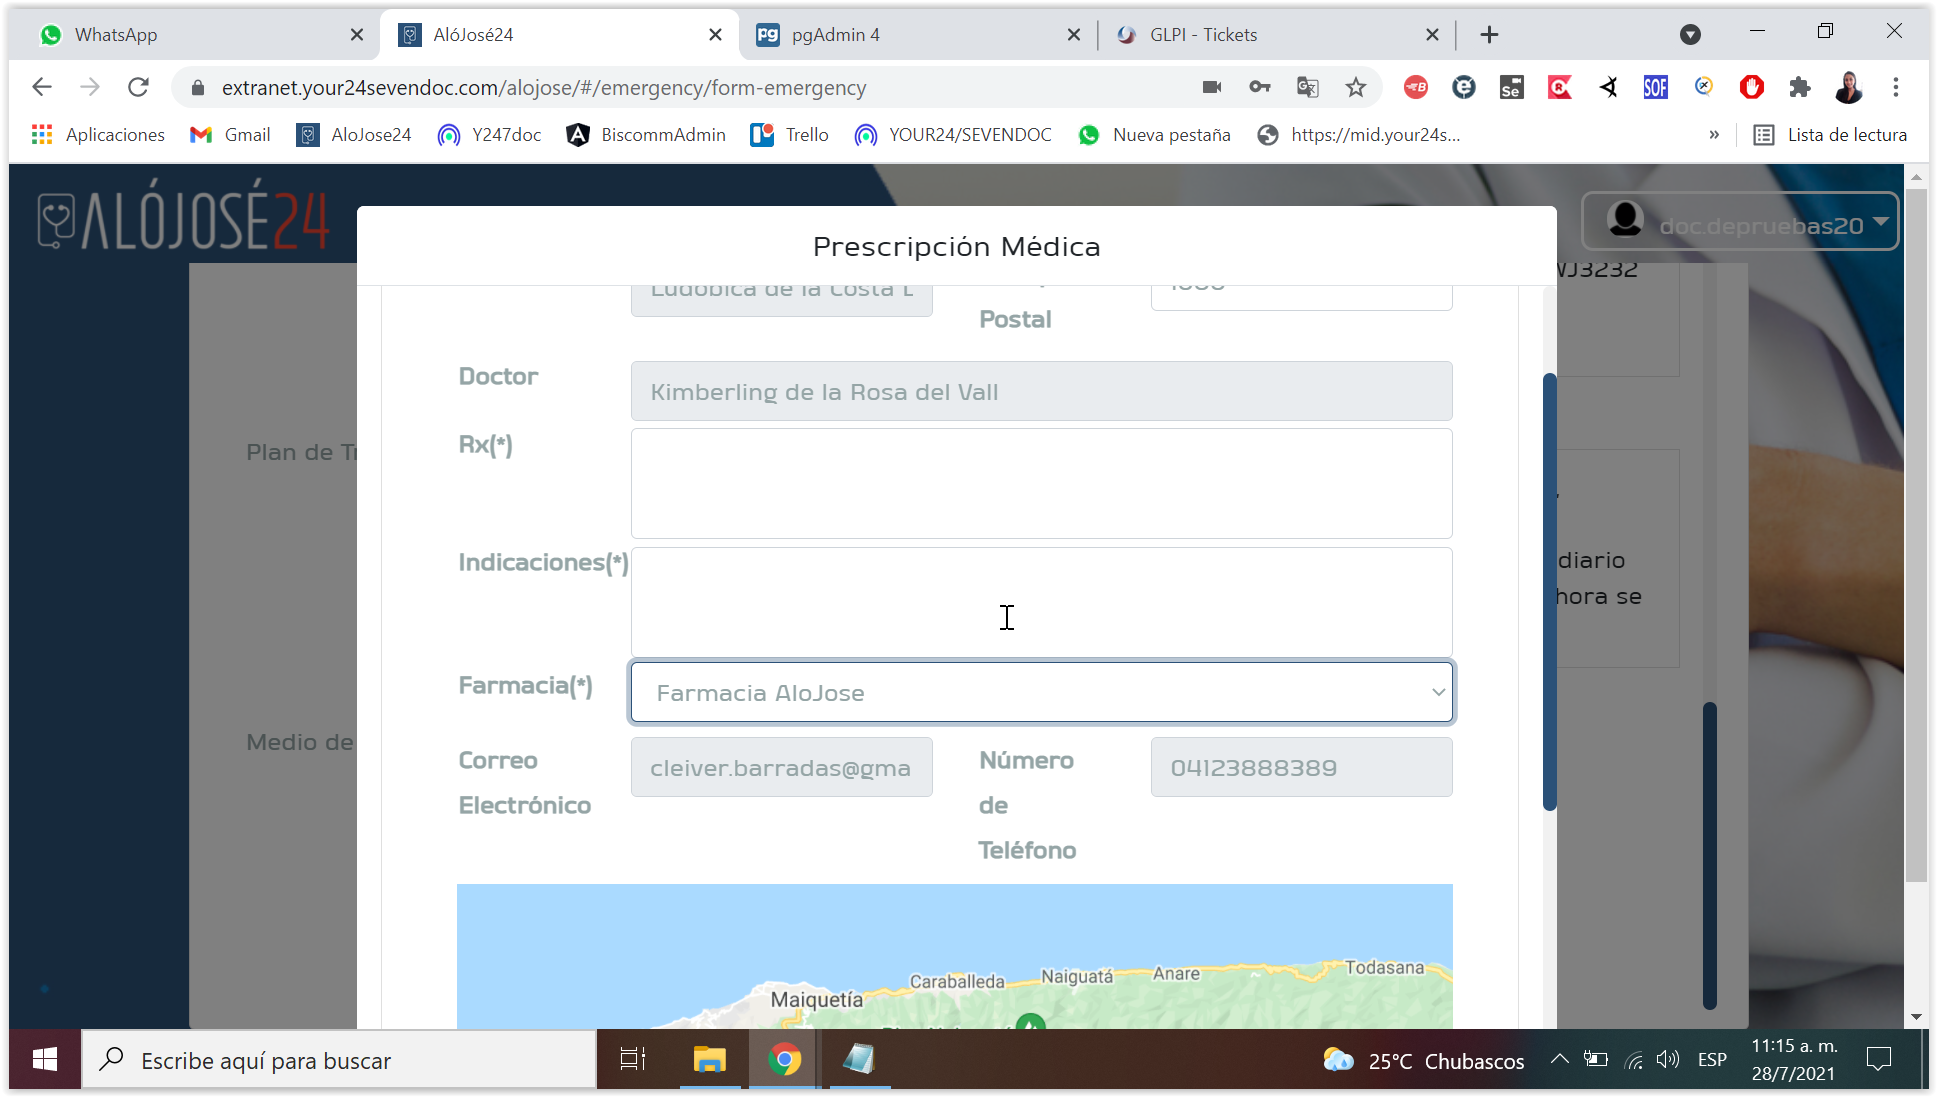 WhatsApp
AlóJosé24
pgAdmin 4
GLPI - Tickets
extranet.your24sevendoc.com/alojose/#/emergency/form-emergency
Se
SOF
Aplicaciones
Gmail
AloJose24
Y247doc
BiscommAdmin
Trello
YOUR24/SEVENDOC
Nueva pestaña
https://mid.your24s...
»
Lista de lectura
ALÓJOSÉ24
doc.depruebas20
Prescripción Médica
VJ3232
Ludobica de la Costa
Postal
Doctor
Kimberling de la Rosa del Vall
Plan de Tr
Rx(*)
Indicaciones(*)
diario
hora se
Farmacia(*)
Farmacia AloJose
Medio de
Correo
Electrónico
cleiver.barradas@gma
Número
de
Teléfono
04123888389
Todasana
Anare
Naiguatá
Caraballeda
Maiquetía
Escribe aquí para buscar
25°C Chubascos
ESP
11:15 a. m.
28/7/2021